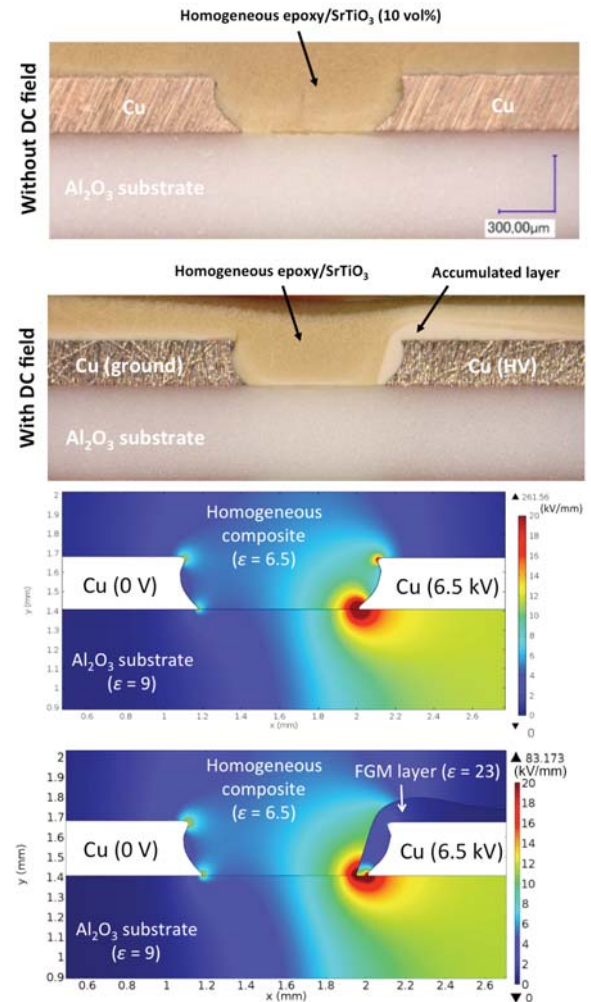 Homogeneous epoxy/SrTiO₃ (10 vol%)
Without DC field
Cu
Cu
Al₂O₃ substrate
300,00µm
Homogeneous epoxy/SrTiO₃
Accumulated layer
With DC field
Cu (ground)
Cu (HV)
Al₂O₃ substrate
▲ 261.56
(kV/mm)
Homogeneous
composite
(ε = 6.5)
Cu (0 V)
Cu (6.5 kV)
Al₂O₃ substrate
(ε = 9)
y (mm)
2
1.9
1.8
1.7
1.6
1.5
1.4
1.3
1.2
1.1
1
0.9
0.6
0.8
1
1.2
1.4
1.6
1.8
2
2.2
2.4
2.6
x (mm)
20
18
16
14
12
10
8
6
4
2
0
▼ 0
▲ 83.173
(kV/mm)
Homogeneous
composite
(ε = 6.5)
FGM layer (ε = 23)
Cu (0 V)
Cu (6.5 kV)
Al₂O₃ substrate
(ε = 9)
y (mm)
2
1.9
1.8
1.7
1.6
1.5
1.4
1.3
1.2
1.1
1
0.9
0.6
0.8
1
1.2
1.4
1.6
1.8
2
2.2
2.4
2.6
x (mm)
20
18
16
14
12
10
8
6
4
2
0
▼ 0